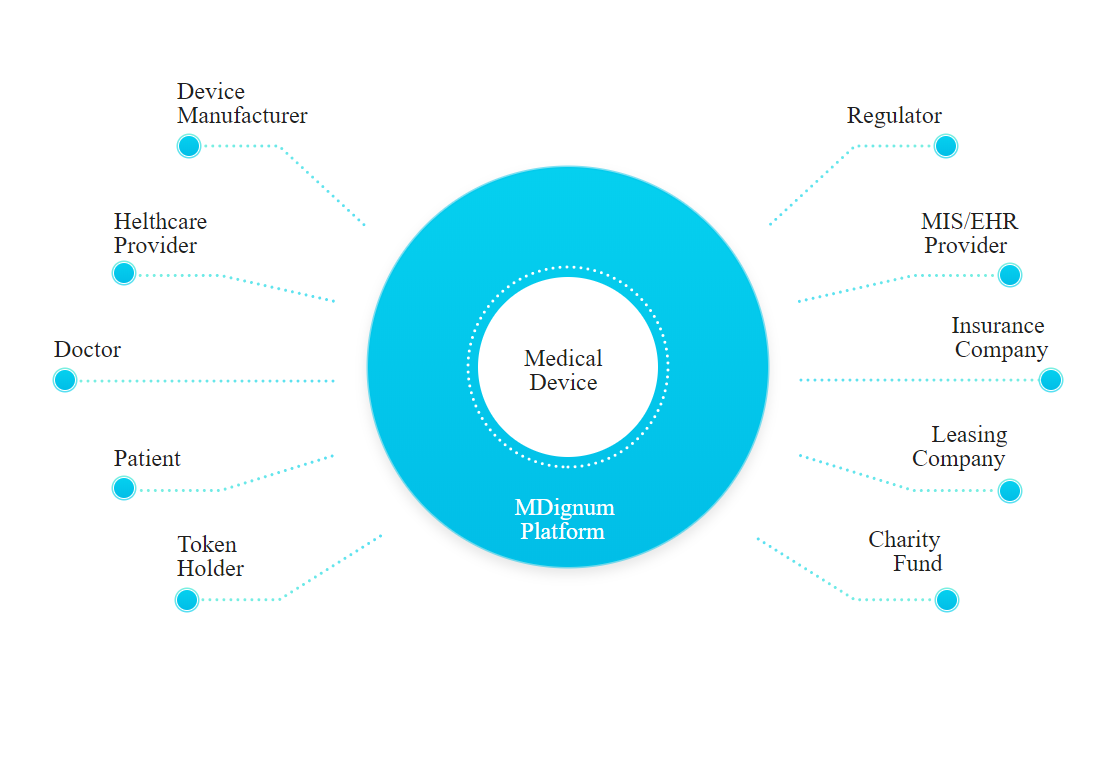 Device
Manufacturer
Helthcare
Provider
Doctor
Patient
Token
Holder
Medical
Device
MDignum
Platform
Regulator
MIS/EHR
Provider
Insurance
Company
Leasing
Company
Charity
Fund